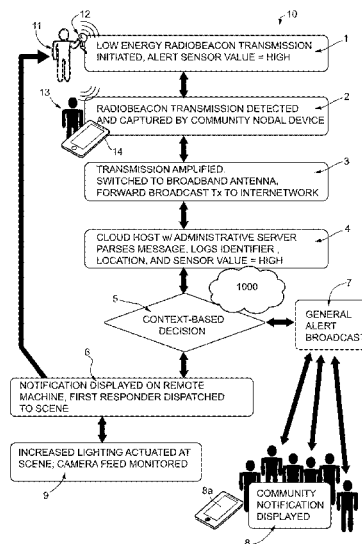 10
12
11
LOW ENERGY RADIOBEACON TRANSMISSION
INITIATED, ALERT SENSOR VALUE = HIGH
1
13
RADIOBEACON TRANSMISSION DETECTED
AND CAPTURED BY COMMUNITY NODAL DEVICE
2
14
TRANSMISSION AMPLIFIED,
SWITCHED TO BROADBAND ANTENNA,
FORWARD BROADCAST Tx TO INTERNETWORK
3
CLOUD HOST w/ ADMINISTRATIVE SERVER
PARSES MESSAGE, LOGS IDENTIFIER ,
LOCATION, AND SENSOR VALUE = HIGH
4
1000
5
CONTEXT-BASED
DECISION
7
GENERAL
ALERT
BROADCAST
6
NOTIFICATION DISPLAYED ON REMOTE
MACHINE, FIRST RESPONDER DISPATCHED
TO SCENE
INCREASED LIGHTING ACTUATED AT
SCENE; CAMERA FEED MONITORED
9
8a
COMMUNITY
NOTIFICATION
DISPLAYED
8